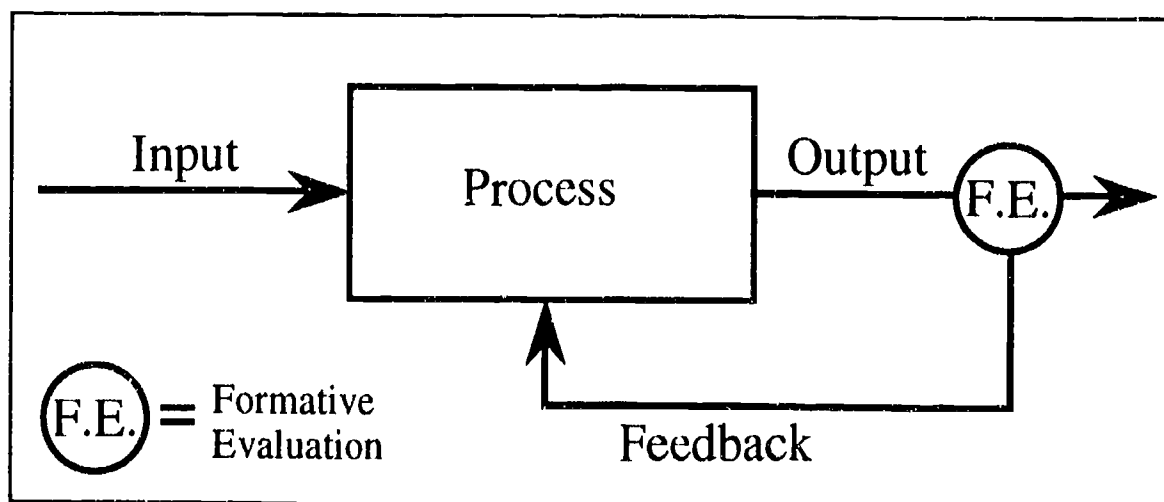 Input
Process
Output
F.E.
F.E. = Formative
Evaluation
Feedback